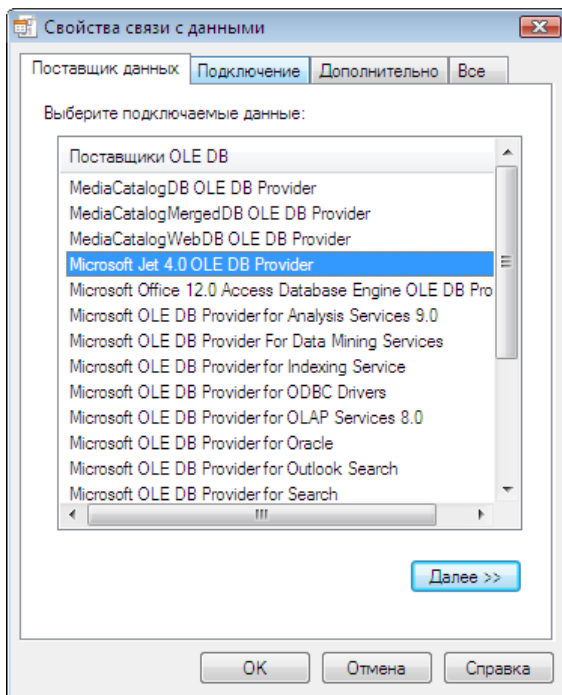 Свойства связи с данными
Поставщик данных Подключение Дополнительно Все
Выберите подключаемые данные:
Поставщики OLE DB
MediaCatalogDB OLE DB Provider
MediaCatalogMergedDB OLE DB Provider
MediaCatalogWebDB OLE DB Provider
Microsoft Jet 4.0 OLE DB Provider
Microsoft Office 12.0 Access Database Engine OLE DB Pro
Microsoft OLE DB Provider for Analysis Services 9.0
Microsoft OLE DB Provider For Data Mining Services
Microsoft OLE DB Provider for Indexing Service
Microsoft OLE DB Provider for ODBC Drivers
Microsoft OLE DB Provider for OLAP Services 8.0
Microsoft OLE DB Provider for Oracle
Microsoft OLE DB Provider for Outlook Search
Microsoft OLE DB Provider for Search
Далее >>
OK Отмена Справка